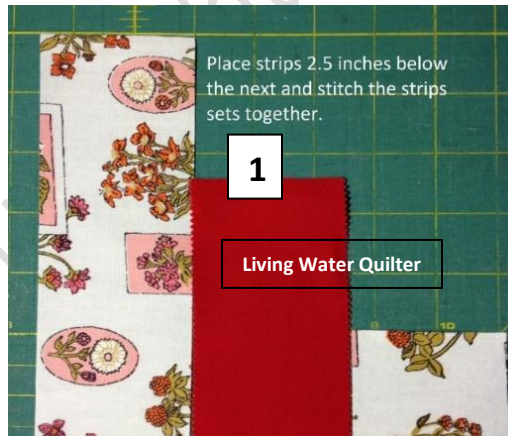 Place strips 2.5 inches below
the next and stitch the strips
sets together.
1
Living Water Quilter
8
9
10